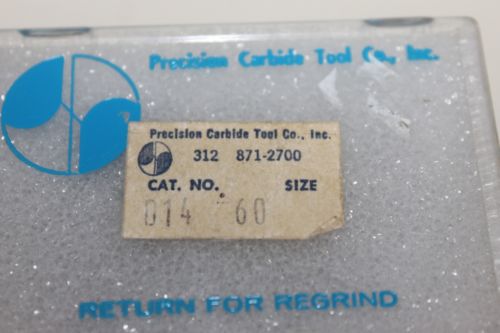 Precision Carbide Tool Co., Inc.
Precision Carbide Tool Co., Inc.
312 871-2700
CAT. NO. SIZE
014 60
RETURN FOR REGRIND